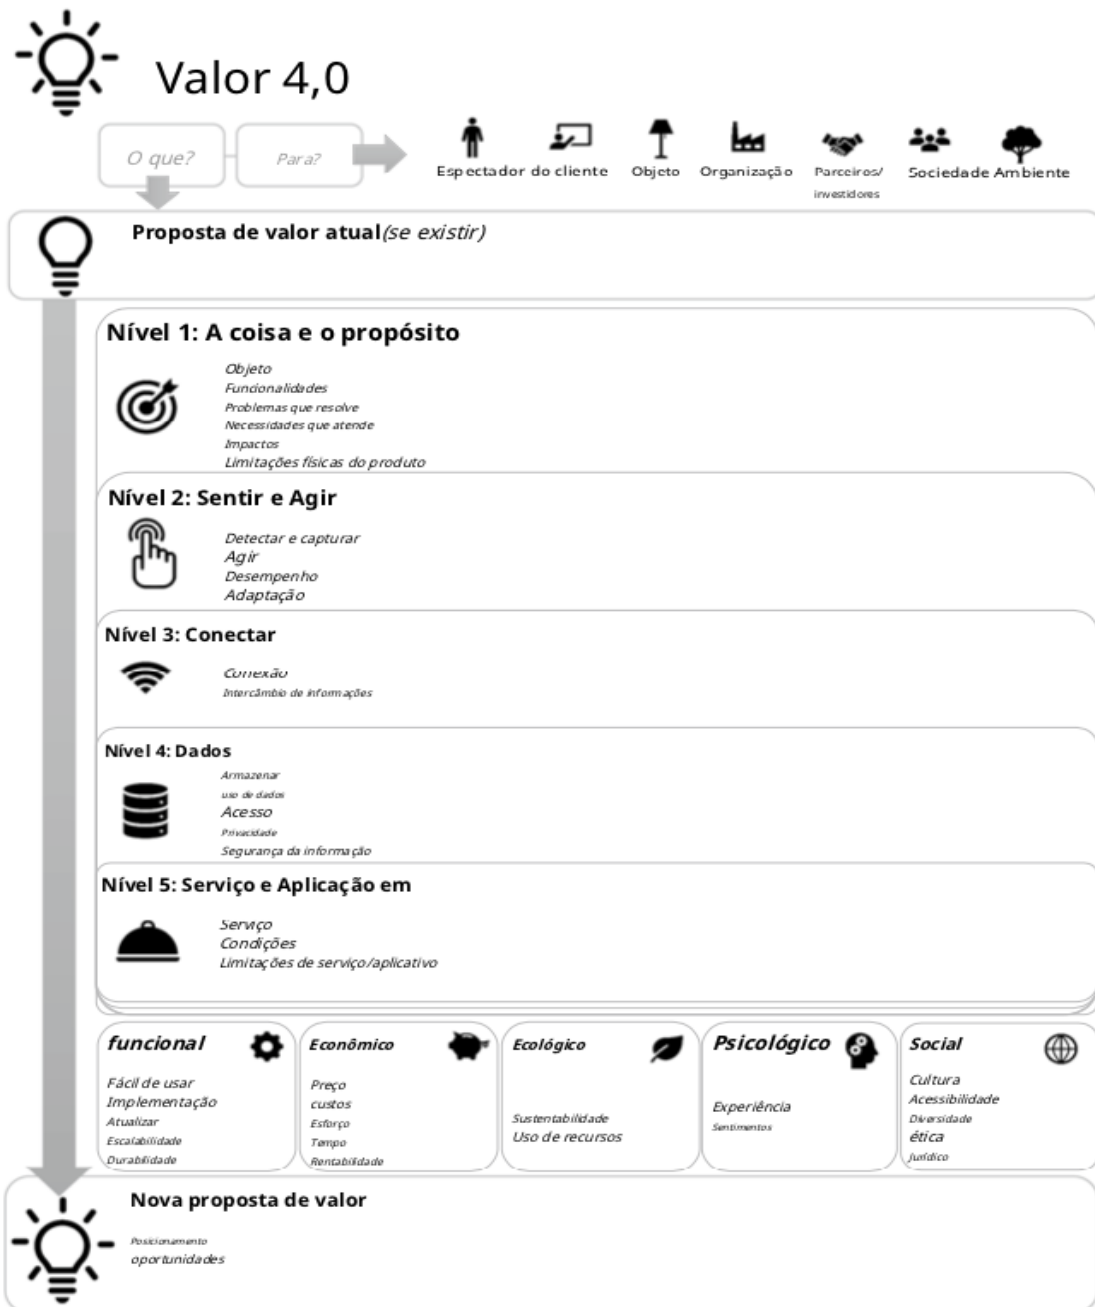 Valor 4,0
O que?
Para?
Espectador do cliente
Objeto
Organização
Parceiros/
investidores
Sociedade Ambiente
Proposta de valor atual(se existir)
Nível 1: A coisa e o propósito
Objeto
Funcionalidades
Problemas que resolve
Necessidades que atende
Impactos
Limitações físicas do produto
Nível 2: Sentir e Agir
Detectar e capturar
Agir
Desempenho
Adaptação
Nível 3: Conectar
Conexão
Intercâmbio de informações
Nível 4: Dados
Armazenar
uso de dados
Acesso
Privacidade
Segurança da informação
Nível 5: Serviço e Aplicação em
Serviço
Condições
Limitações de serviço/aplicativo
funcional
Fácil de usar
Implementação
Atualizar
Escalabilidade
Durabilidade
Econômico
Preço
custos
Esforço
Tempo
Rentabilidade
Ecológico
Sustentabilidade
Uso de recursos
Psicológico
Experiência
Sentimentos
Social
Cultura
Acessibilidade
Diversidade
ética
Jurídico
Nova proposta de valor
Posicionamento
oportunidades